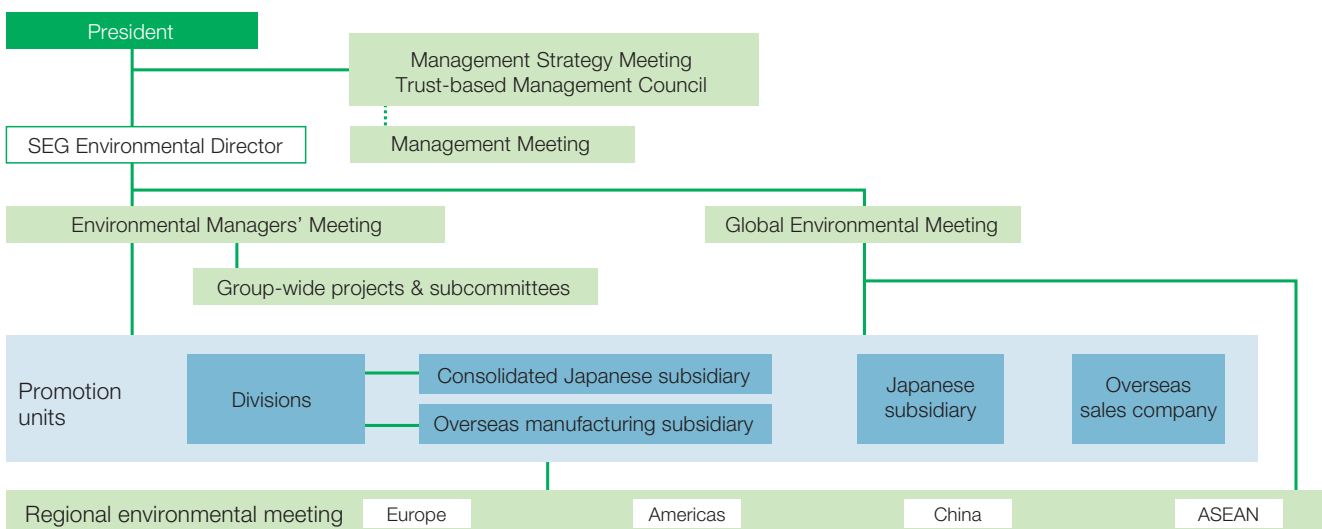 President
Management Strategy Meeting
Trust-based Management Council
SEG Environmental Director
Management Meeting
Environmental Managers’ Meeting
Global Environmental Meeting
Group-wide projects & subcommittees
Promotion
units
Divisions
Consolidated Japanese subsidiary
Overseas manufacturing subsidiary
Japanese
subsidiary
Overseas
sales company
Regional environmental meeting
Europe
Americas
China
ASEAN